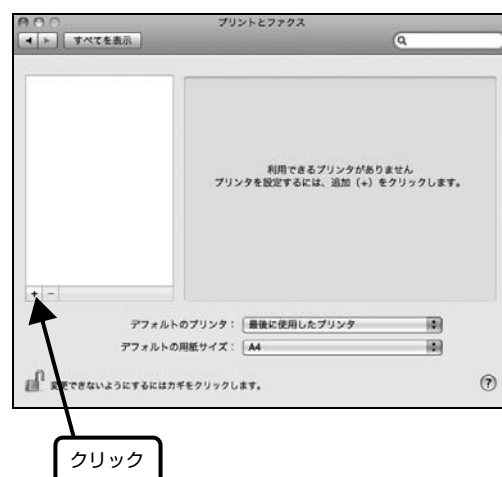 プリントとファクス
すべてを表示
利用できるプリンタがありません
プリンタを設定するには、追加（+）をクリックします。
+ −
デフォルトのプリンタ： 最後に使用したプリンタ
デフォルトの用紙サイズ： A4
変更できないようにするにはカギをクリックします。
?
クリック